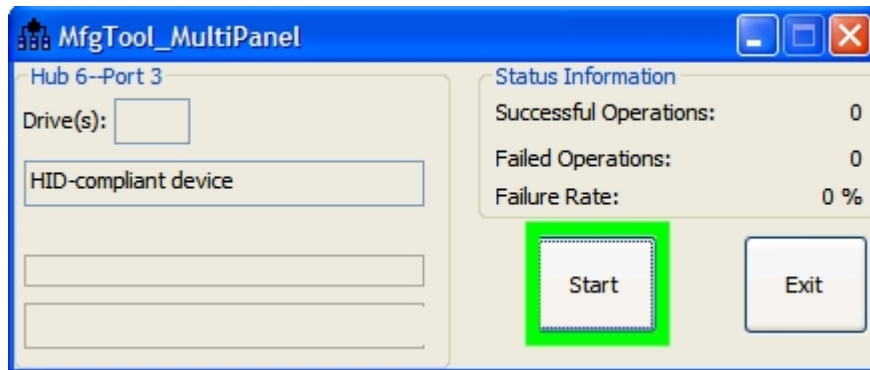 MfgTool_MultiPanel
Hub 6--Port 3
Drive(s):
HID-compliant device
Status Information
Successful Operations: 0
Failed Operations: 0
Failure Rate: 0 %
Start
Exit